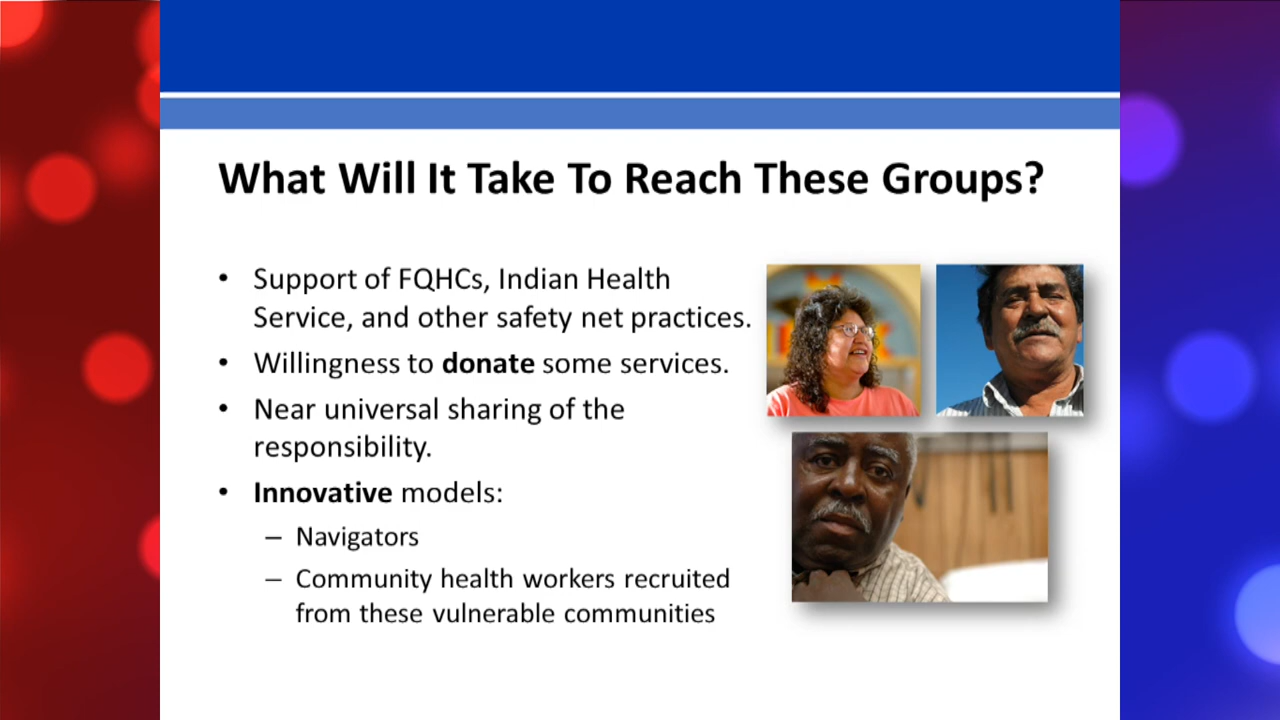 What Will It Take To Reach These Groups?
• Support of FQHCs, Indian Health
Service, and other safety net practices.
• Willingness to donate some services.
• Near universal sharing of the
responsibility.
• Innovative models:
– Navigators
– Community health workers recruited
from these vulnerable communities